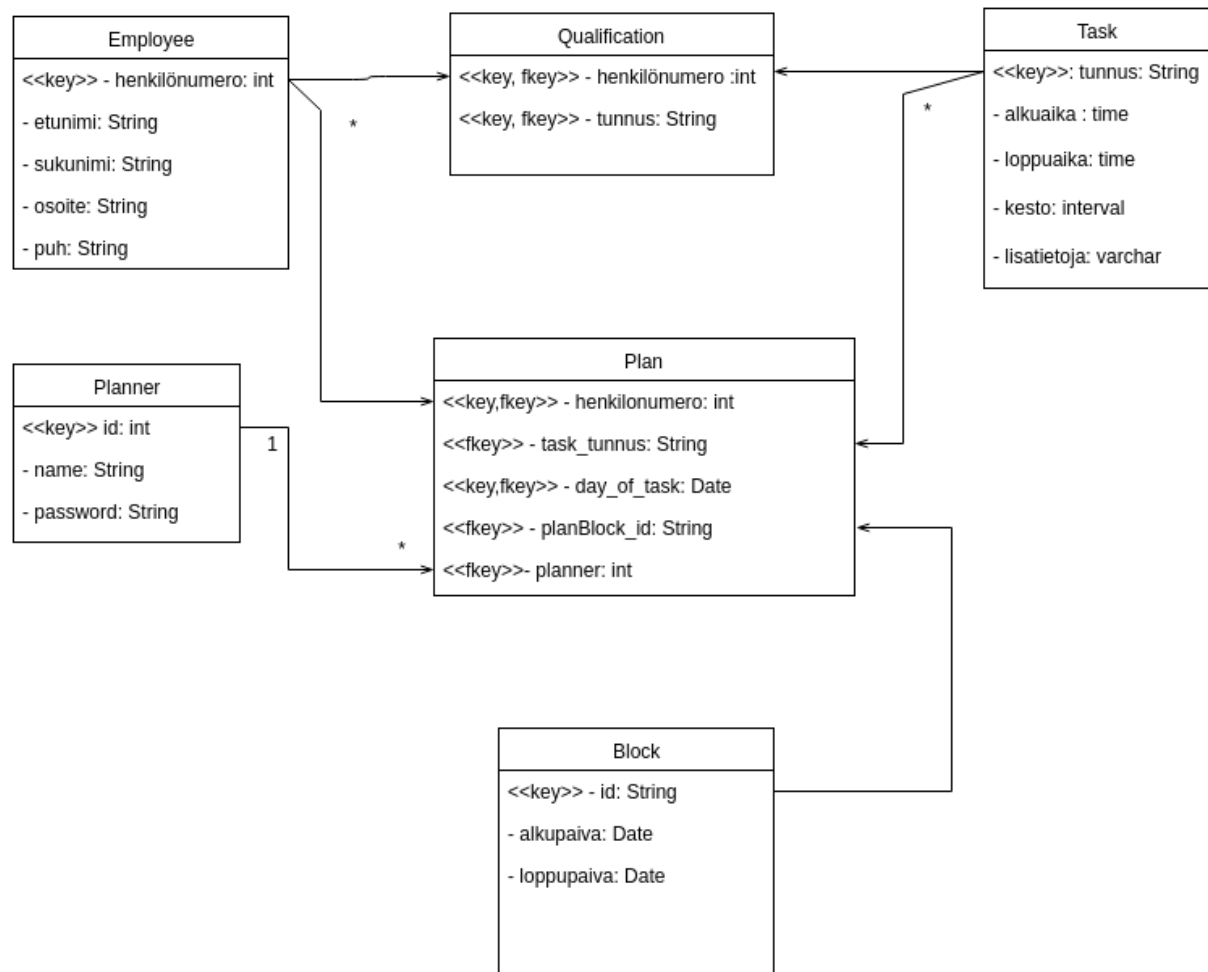 Employee
<<key>> - henkilönumero: int
- etunimi: String
- sukunimi: String
- osoite: String
- puh: String
*
Qualification
<<key, fkey>> - henkilönumero :int
<<key, fkey>> - tunnus: String
Task
<<key>>: tunnus: String
- alkuaika : time
- loppuaika: time
- kesto: interval
- lisatietoja: varchar
*
Planner
<<key>> id: int
- name: String
- password: String
1
*
Plan
<<key,fkey>> - henkilonumero: int
<<fkey>> - task_tunnus: String
<<key,fkey>> - day_of_task: Date
<<fkey>> - planBlock_id: String
<<fkey>>- planner: int
Block
<<key>> - id: String
- alkupaiva: Date
- loppupaiva: Date